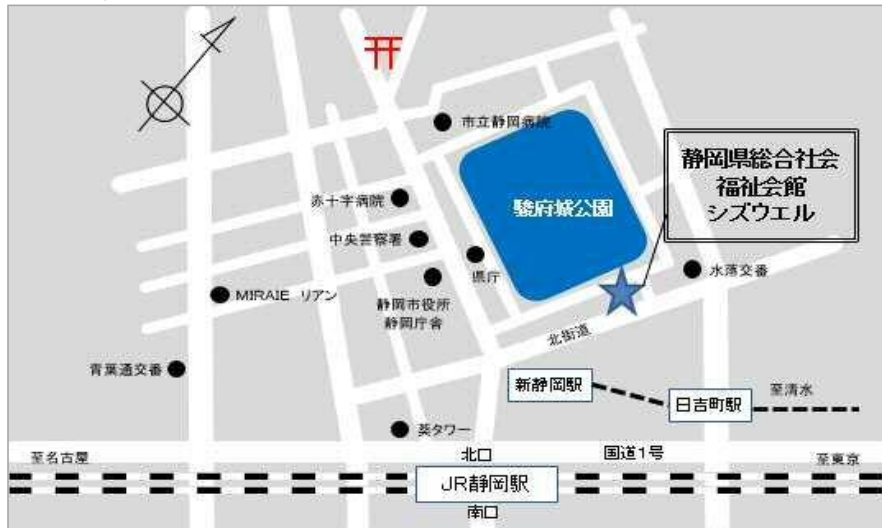 市立静岡病院
静岡県総合社会
福祉会館
シズウエル
赤十字病院
駿府城公園
中央警察署
県庁
水落交番
MIRAIE リアン
静岡市役所
静岡庁舎
北街道
青葉通交番
新静岡駅
日吉町駅
至清水
葵タワー
至名古屋
北口
国道1号
至東京
JR静岡駅
南口